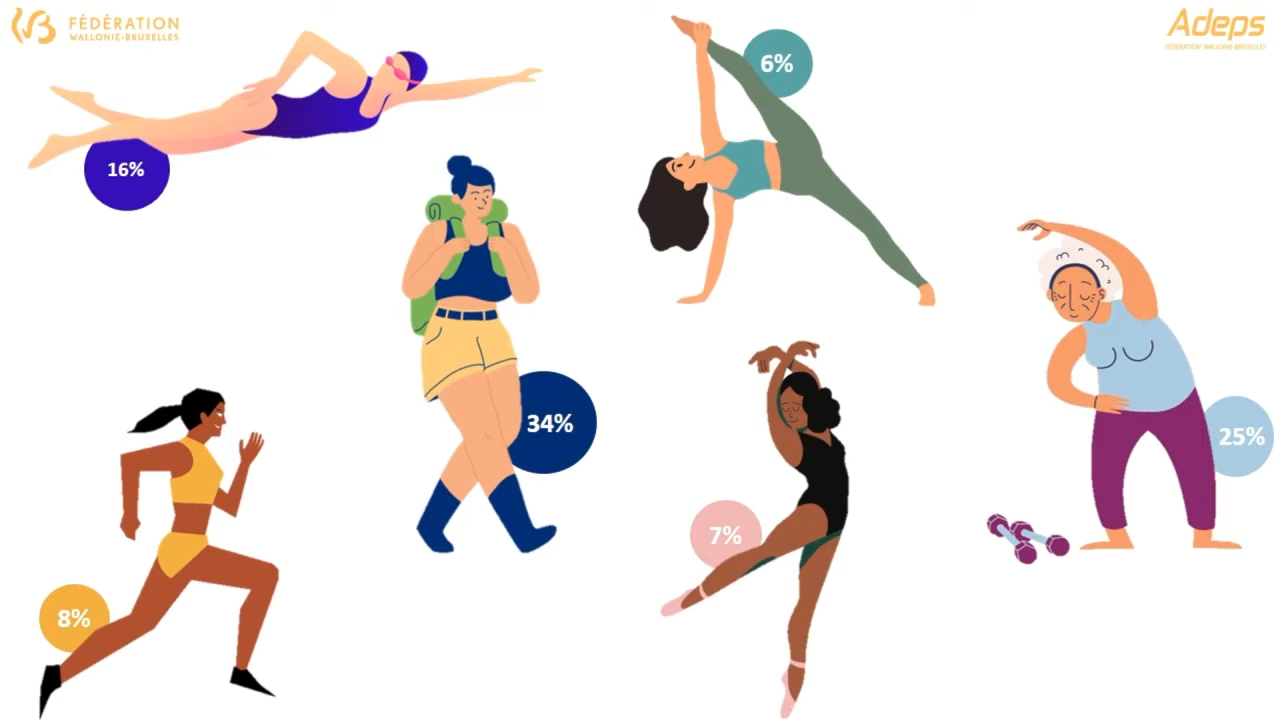 FÉDÉRATION
WALLONIE-BRUXELLES
Adeps
FÉDÉRATION WALLONIE-BRUXELLES
6%
16%
34%
25%
7%
8%